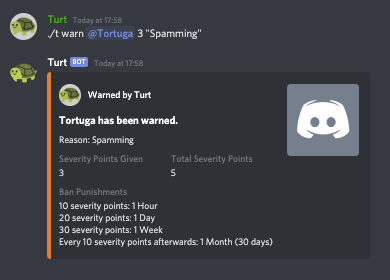 Turt Today at 17:58
./t warn @Tortuga 3 "Spamming"
Turt BOT Today at 17:58
Warned by Turt
Tortuga has been warned.
Reason: Spamming
Severity Points Given Total Severity Points
3 5
Ban Punishments
10 severity points: 1 Hour
20 severity points: 1 Day
30 severity points: 1 Week
Every 10 severity points afterwards: 1 Month (30 days)